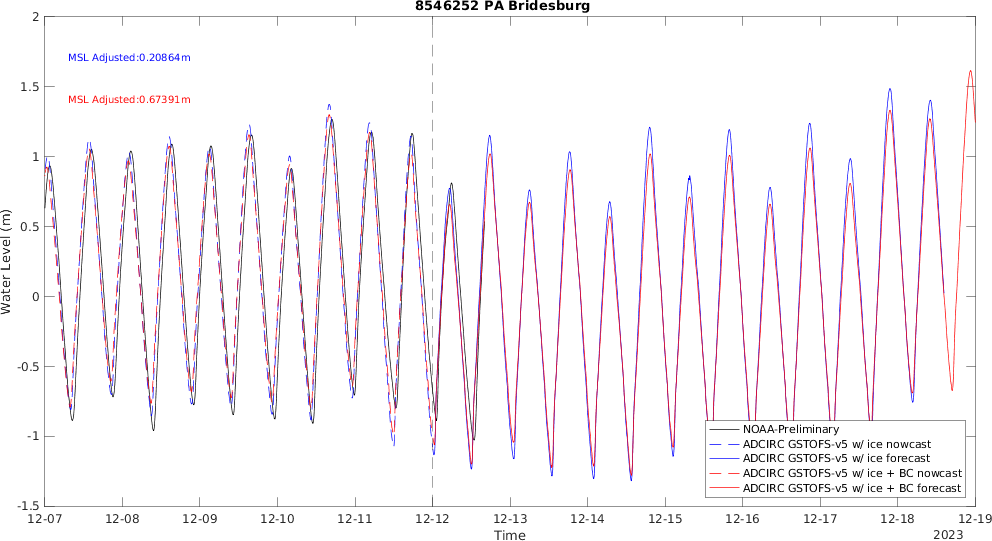 8546252 PA Bridesburg
MSL Adjusted:0.20864m
MSL Adjusted:0.67391m
Water Level (m)
2
1.5
1
0.5
0
-0.5
-1
-1.5
NOAA-Preliminary
ADCIRC GSTOFS-v5 w/ ice nowcast
ADCIRC GSTOFS-v5 w/ ice forecast
ADCIRC GSTOFS-v5 w/ ice + BC nowcast
ADCIRC GSTOFS-v5 w/ ice + BC forecast
12-07 12-08 12-09 12-10 12-11 12-12 12-13 12-14 12-15 12-16 12-17 12-18 12-19
Time
2023